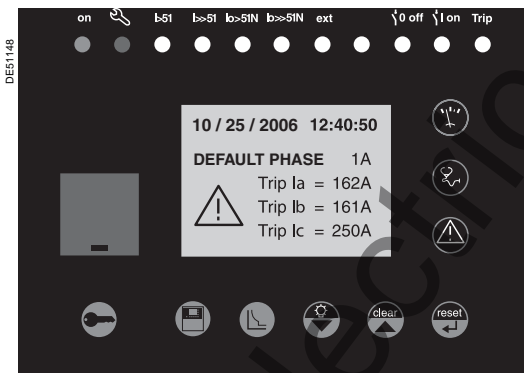 on I>51 I>>51 Io>51N Io>>51N ext 0 off I on Trip
DE51148
10 / 25 / 2006 12:40:50
DEFAULT PHASE 1A
Trip Ia = 162A
Trip Ib = 161A
Trip Ic = 250A
clear
reset